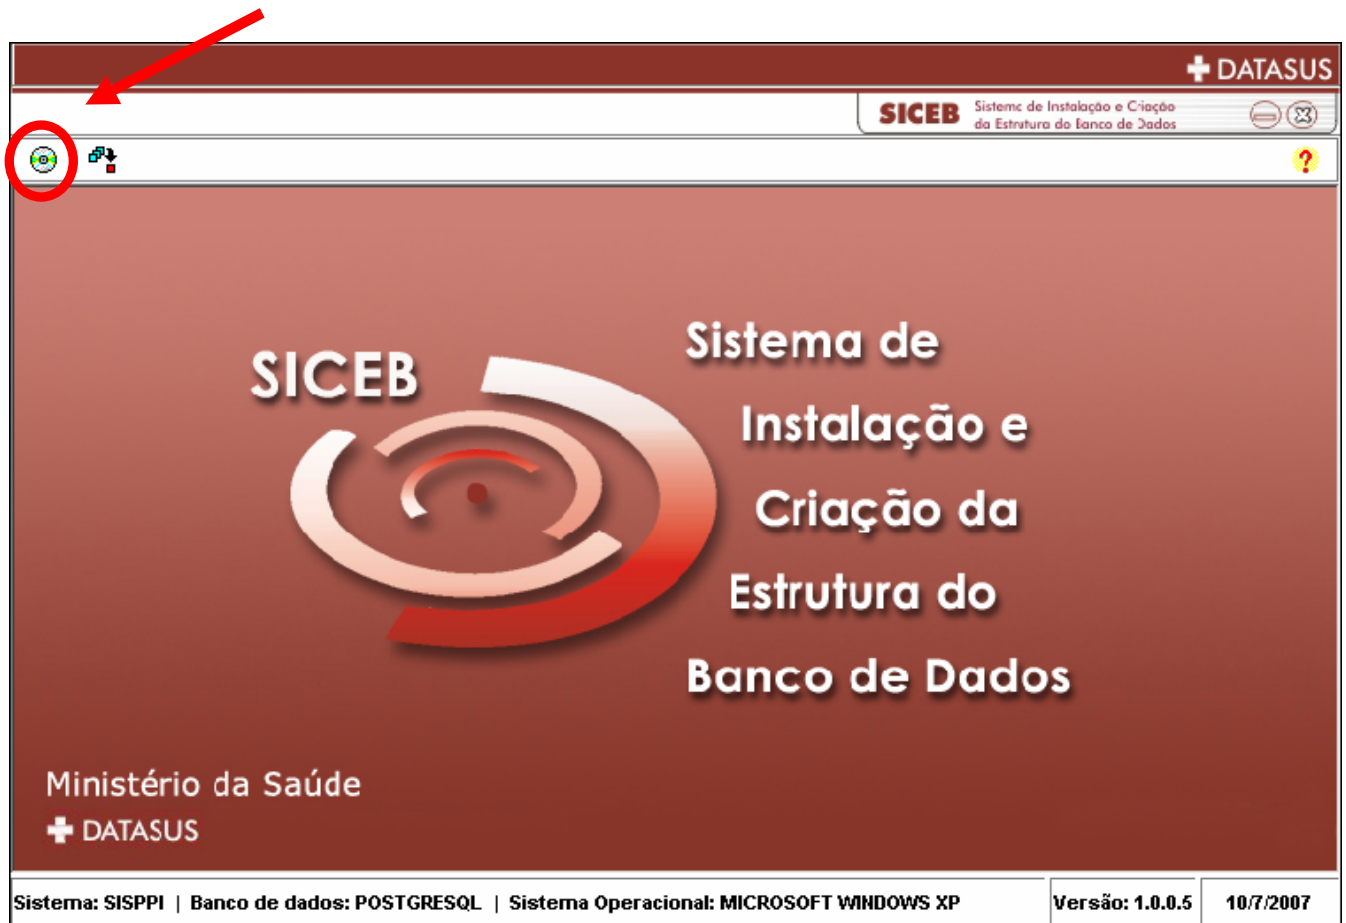 DATASUS
SICEB
Sistema de Instalação e Criação
da Estrutura do Banco de Dados
?
SICEB
Sistema de
Instalação e
Criação da
Estrutura do
Banco de Dados
Ministério da Saúde
DATASUS
Sistema: SISPPI | Banco de dados: POSTGRESQL | Sistema Operacional: MICROSOFT WINDOWS XP
Versão: 1.0.0.5
10/7/2007